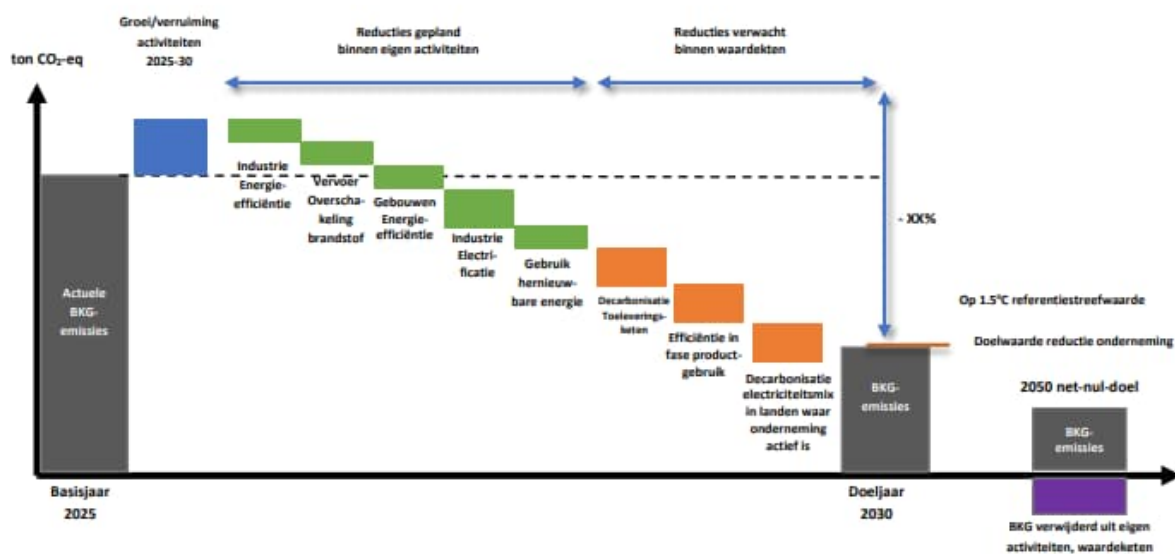 Groei/verruiming
activiteiten
2025-30
Reducties gepland
binnen eigen activiteiten
Reducties verwacht
binnen waardekten
ton CO₂-eq
Industrie
Energie-
efficiëntie
Vervoer
Overscha-
keling
brandstof
Gebouwen
Energie-
efficiëntie
Industrie
Electri-
ficatie
Gebruik
hernieuw-
bare energie
Decarbonisatie
Toeleverings-
keten
Efficiëntie in
fase product-
gebruik
Decarbonisatie
electriciteitsmix
in landen waar
onderneming
actief is
- XX%
Actuele
BKG-
emissies
BKG-
emissies
Op 1.5°C referentiestreefwaarde
Doelwaarde reductie onderneming
2050 net-nul-doel
BKG-
emissies
Basisjaar
2025
Doeljaar
2030
BKG verwijderd uit eigen
activiteiten, waardeketen